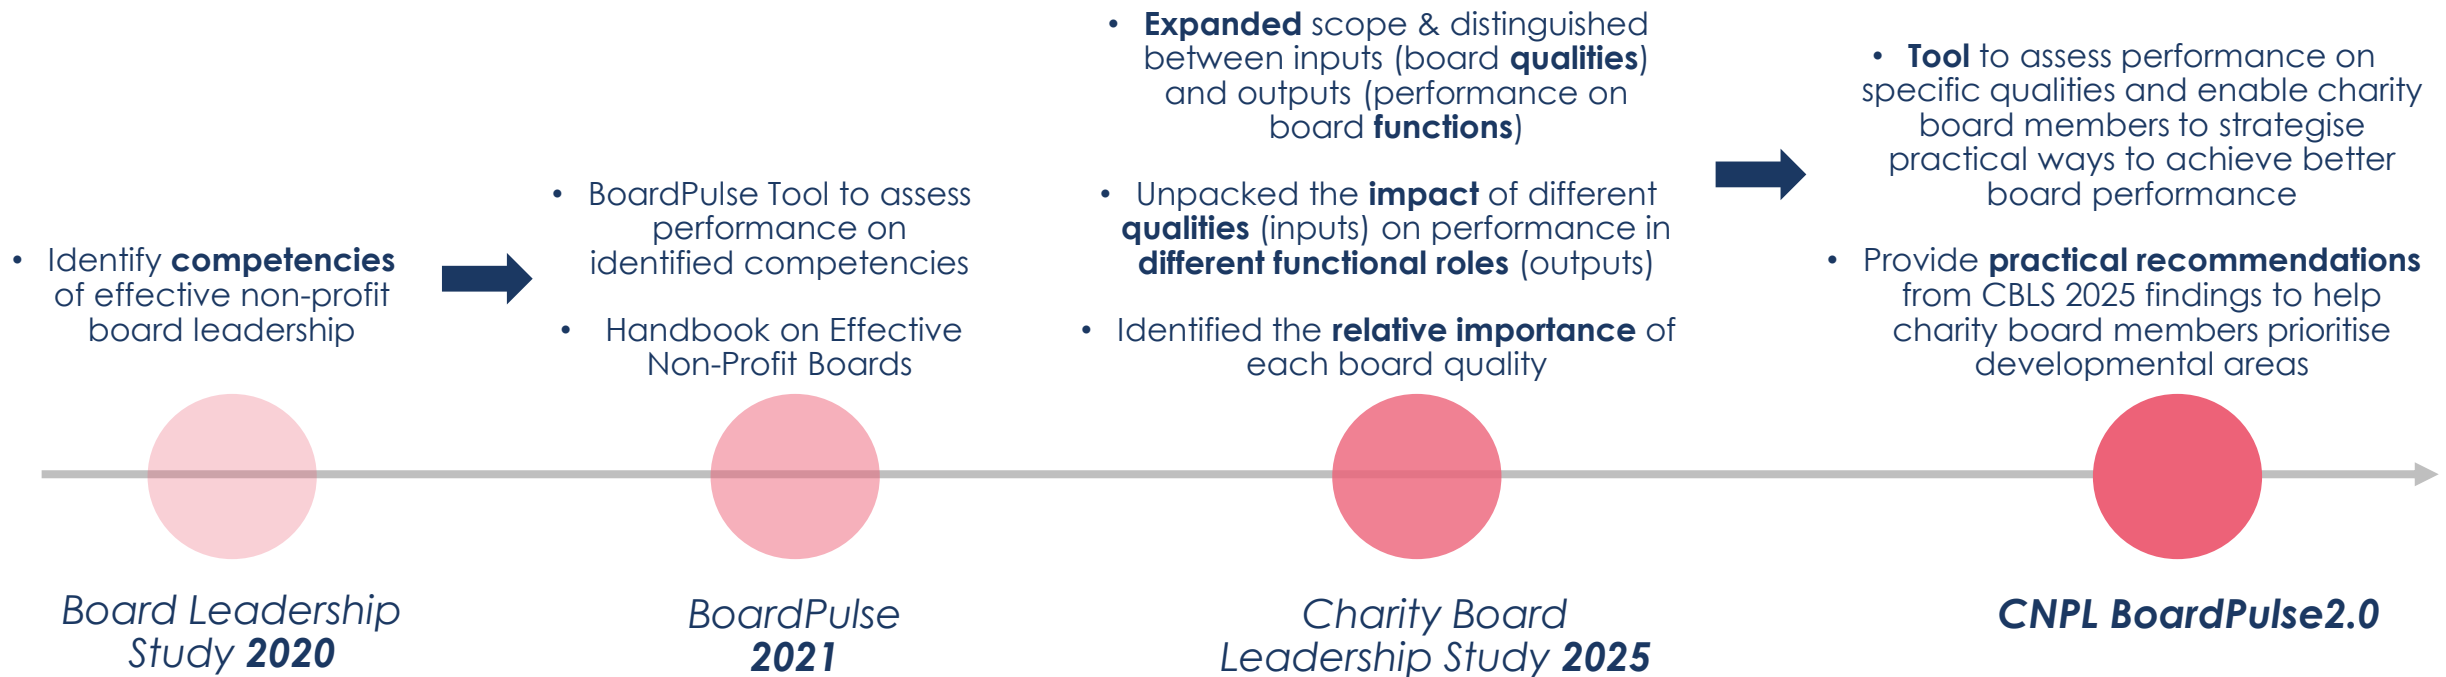 • Identify competencies
of effective non-profit
board leadership
• BoardPulse Tool to assess
performance on
identified competencies
• Handbook on Effective
Non-Profit Boards
• Expanded scope & distinguished
between inputs (board qualities)
and outputs (performance on
board functions)
• Unpacked the impact of different
qualities (inputs) on performance in
different functional roles (outputs)
• Identified the relative importance of
each board quality
• Tool to assess performance on
specific qualities and enable charity
board members to strategise
practical ways to achieve better
board performance
• Provide practical recommendations
from CBLS 2025 findings to help
charity board members prioritise
developmental areas
Board Leadership
Study 2020
BoardPulse
2021
Charity Board
Leadership Study 2025
CNPL BoardPulse2.0